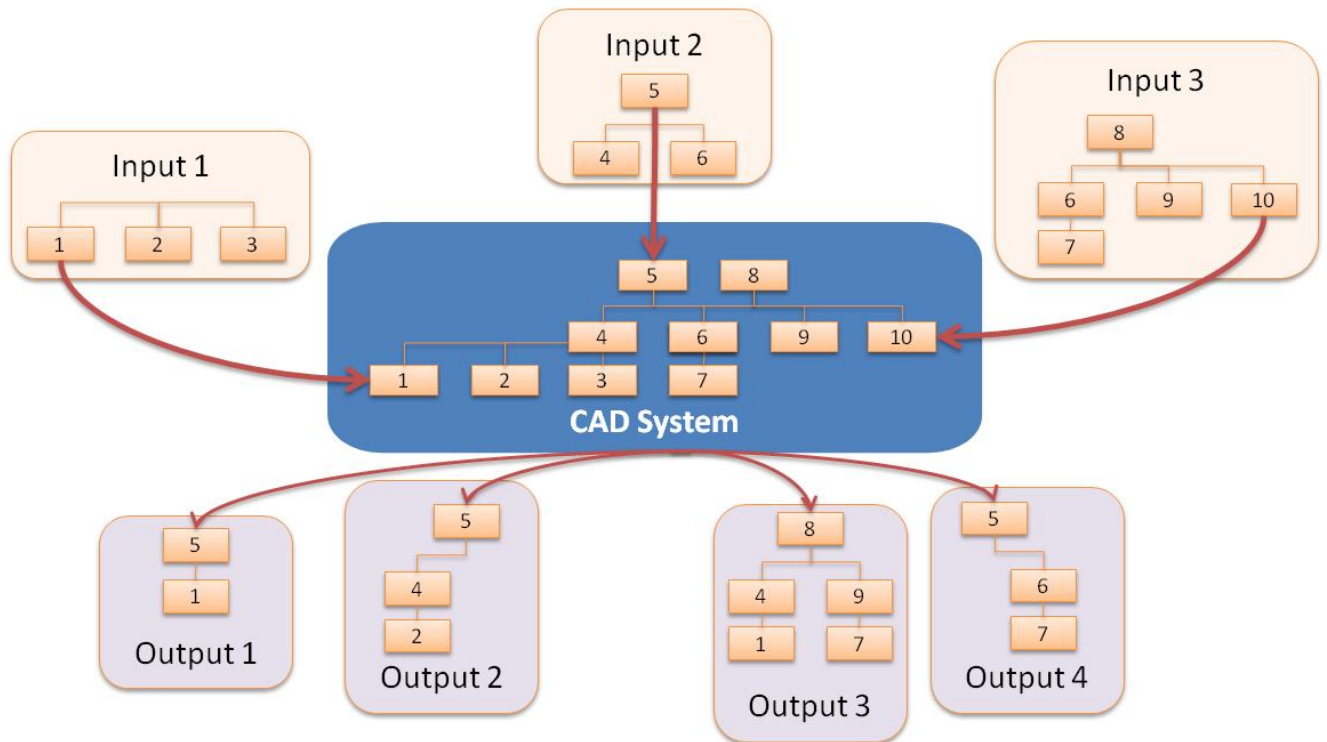 Input 1
1 2 3
Input 2
5
4 6
Input 3
8
6 9 10
7
5 8
4 6 9 10
1 2 3 7
CAD System
5
1
Output 1
5
4
2
Output 2
8
4 9
1 7
Output 3
5
6
7
Output 4